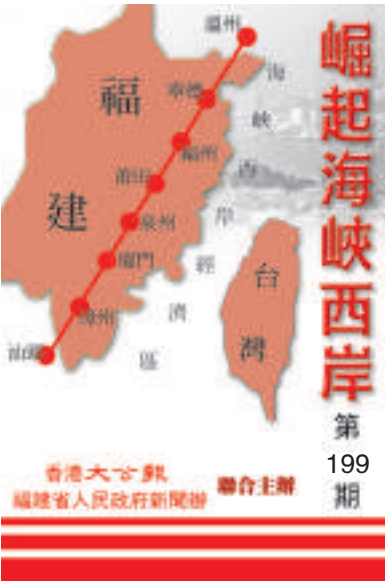 崛起海峽西岸
第
199
期
溫州
寧德
福州
莆田
泉州
廈門
漳州
汕頭
福建
海峽西岸經濟區
台灣
香港大公報
福建省人民政府新聞辦
聯合主辦